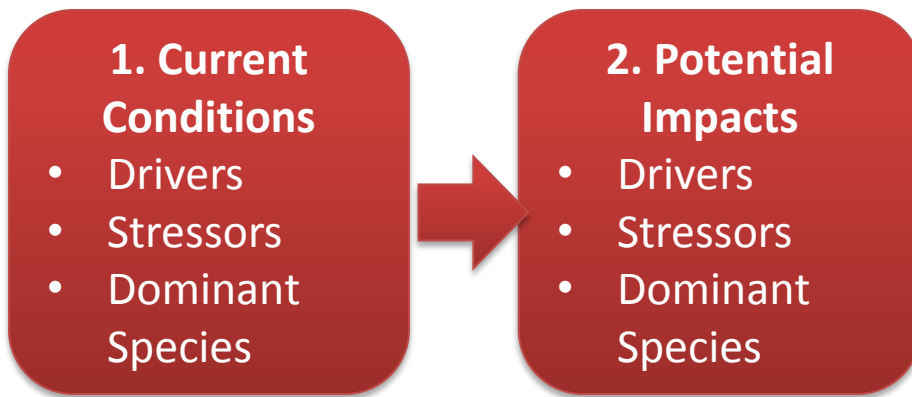 1. Current
Conditions
• Drivers
• Stressors
• Dominant
Species
2. Potential
Impacts
• Drivers
• Stressors
• Dominant
Species